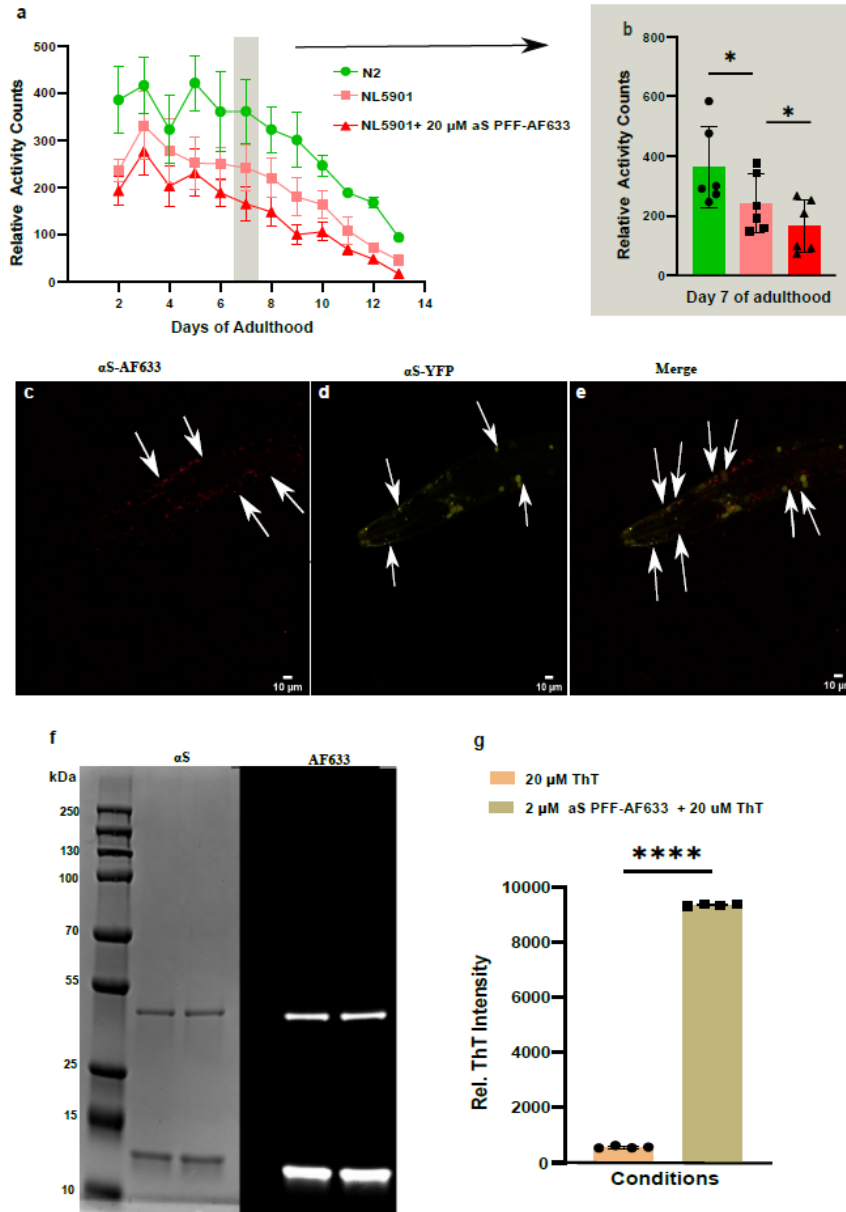 a
500
400
300
200
100
0
Relative Activity Counts
2
4
6
8
10
12
14
Days of Adulthood
N2
NL5901
NL5901+ 20 µM aS PFF-AF633
b
800
600
400
200
0
Relative Activity Counts
*
*
Day 7 of adulthood
αS-AF633
αS-YFP
Merge
c
d
e
10 µm
10 µm
10 µm
f
kDa
αS
AF633
250
130
100
70
55
25
15
10
g
20 µM ThT
2 µM aS PFF-AF633 + 20 uM ThT
****
10000
8000
6000
4000
2000
0
Rel. ThT Intensity
Conditions